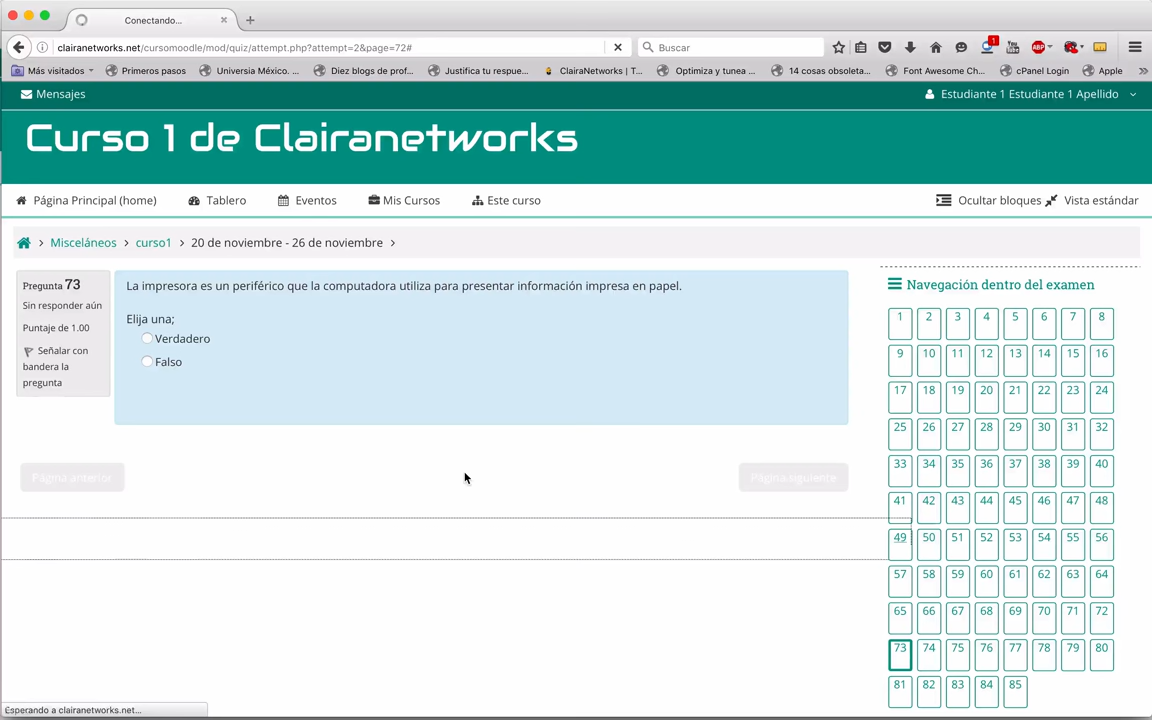 Conectando...
clairanetworks.net/cursomoodle/mod/quiz/attempt.php?attempt=2&page=72#
Buscar
1
ABP
Más visitados
Primeros pasos
Universia México. ...
Diez blogs de prof...
Justifica tu respue...
ClairaNetworks | T...
Optimiza y tunea ...
14 cosas obsoleta...
Font Awesome Ch...
cPanel Login
Apple
Mensajes
Estudiante 1 Estudiante 1 Apellido
Curso 1 de Clairanetworks
Página Principal (home)
Tablero
Eventos
Mis Cursos
Este curso
Ocultar bloques
Vista estándar
Misceláneos
curso1
20 de noviembre - 26 de noviembre
Pregunta 73
Sin responder aún
Puntaje de 1.00
Señalar con
bandera la
pregunta
La impresora es un periférico que la computadora utiliza para presentar información impresa en papel.
Elija una;
Verdadero
Falso
Página anterior
Página siguiente
Navegación dentro del examen
1 2 3 4 5 6 7 8
9 10 11 12 13 14 15 16
17 18 19 20 21 22 23 24
25 26 27 28 29 30 31 32
33 34 35 36 37 38 39 40
41 42 43 44 45 46 47 48
49 50 51 52 53 54 55 56
57 58 59 60 61 62 63 64
65 66 67 68 69 70 71 72
73 74 75 76 77 78 79 80
81 82 83 84 85
Esperando a clairanetworks.net...